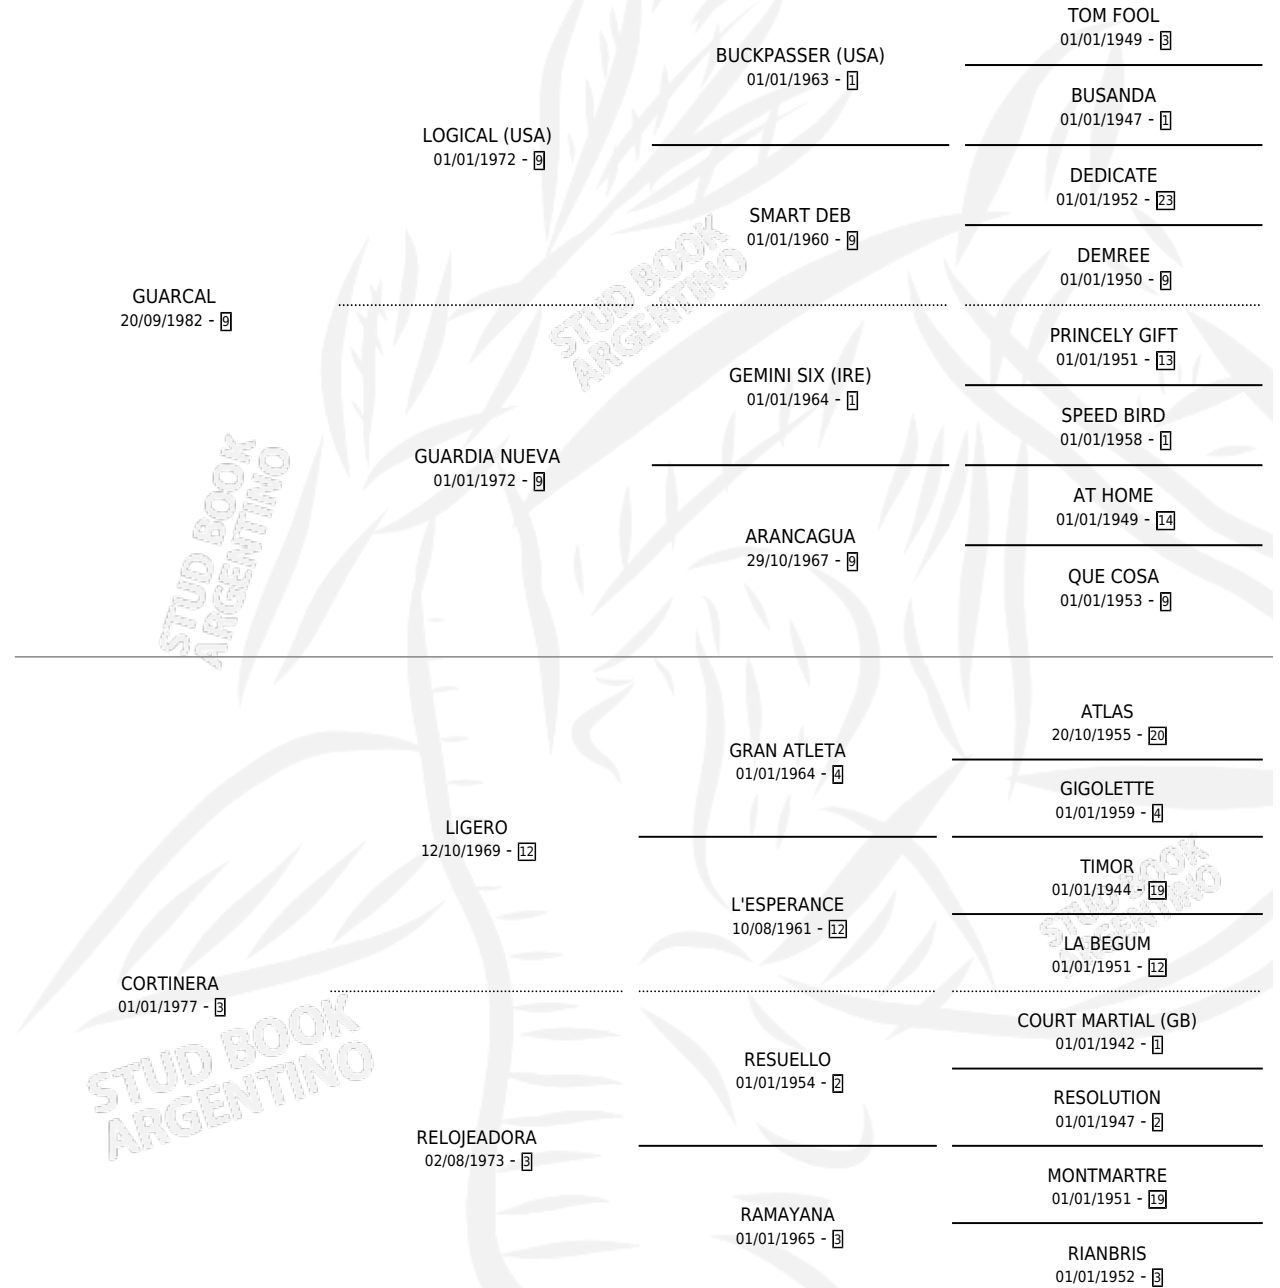 TOM FOOL
01/01/1949 - 3
BUCKPASSER (USA)
01/01/1963 - 1
BUSANDA
01/01/1947 - 1
LOGICAL (USA)
01/01/1972 - 9
DEDICATE
01/01/1952 - 23
SMART DEB
01/01/1960 - 9
DEMREE
01/01/1950 - 9
GUARCAL
20/09/1982 - 9
PRINCELY GIFT
01/01/1951 - 13
GEMINI SIX (IRE)
01/01/1964 - 1
SPEED BIRD
01/01/1958 - 1
GUARDIA NUEVA
01/01/1972 - 9
AT HOME
01/01/1949 - 14
ARANCAGUA
29/10/1967 - 9
QUE COSA
01/01/1953 - 9
STUD BOOK
ARGENTINO
STUD BOOK
ARGENTINO
ATLAS
20/10/1955 - 20
GRAN ATLETA
01/01/1964 - 4
GIGOLETTE
01/01/1959 - 4
LIGERO
12/10/1969 - 12
TIMOR
01/01/1944 - 19
L'ESPERANCE
10/08/1961 - 12
LA BEGUM
01/01/1951 - 12
STUD BOOK
ARGENTINO
CORTINERA
01/01/1977 - 3
COURT MARTIAL (GB)
01/01/1942 - 1
RESUELLO
01/01/1954 - 2
RESOLUTION
01/01/1947 - 2
STUD BOOK
ARGENTINO
RELOJEADORA
02/08/1973 - 3
MONTMARTRE
01/01/1951 - 19
RAMAYANA
01/01/1965 - 3
RIANBRIS
01/01/1952 - 3